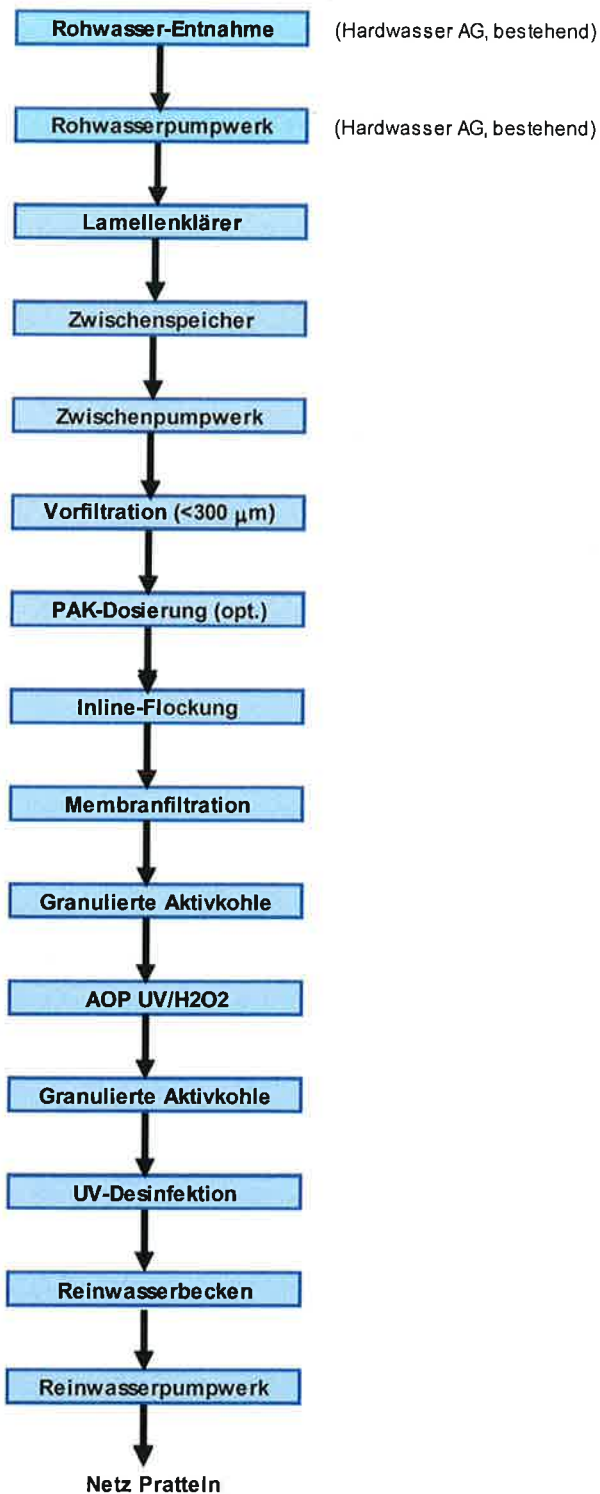 Rohwasser-Entnahme (Hardwasser AG, bestehend)
Rohwasserpumpwerk (Hardwasser AG, bestehend)
Lamellenklärer
Zwischenspeicher
Zwischenpumpwerk
Vorfiltration (<300 µm)
PAK-Dosierung (opt.)
Inline-Flockung
Membranfiltration
Granulierte Aktivkohle
AOP UV/H2O2
Granulierte Aktivkohle
UV-Desinfektion
Reinwasserbecken
Reinwasserpumpwerk
Netz Pratteln